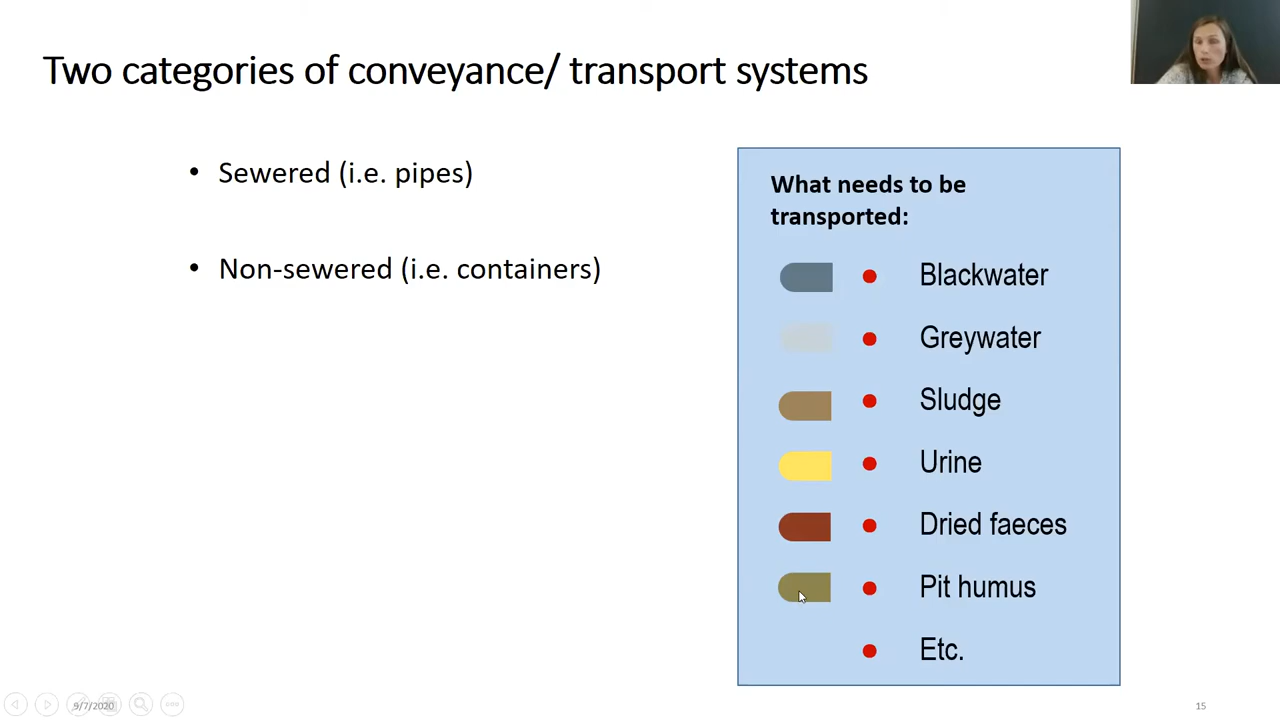 Two categories of conveyance/ transport systems
• Sewered (i.e. pipes)
• Non-sewered (i.e. containers)
What needs to be
transported:
• Blackwater
• Greywater
• Sludge
• Urine
• Dried faeces
• Pit humus
• Etc.
9/7/2020
15